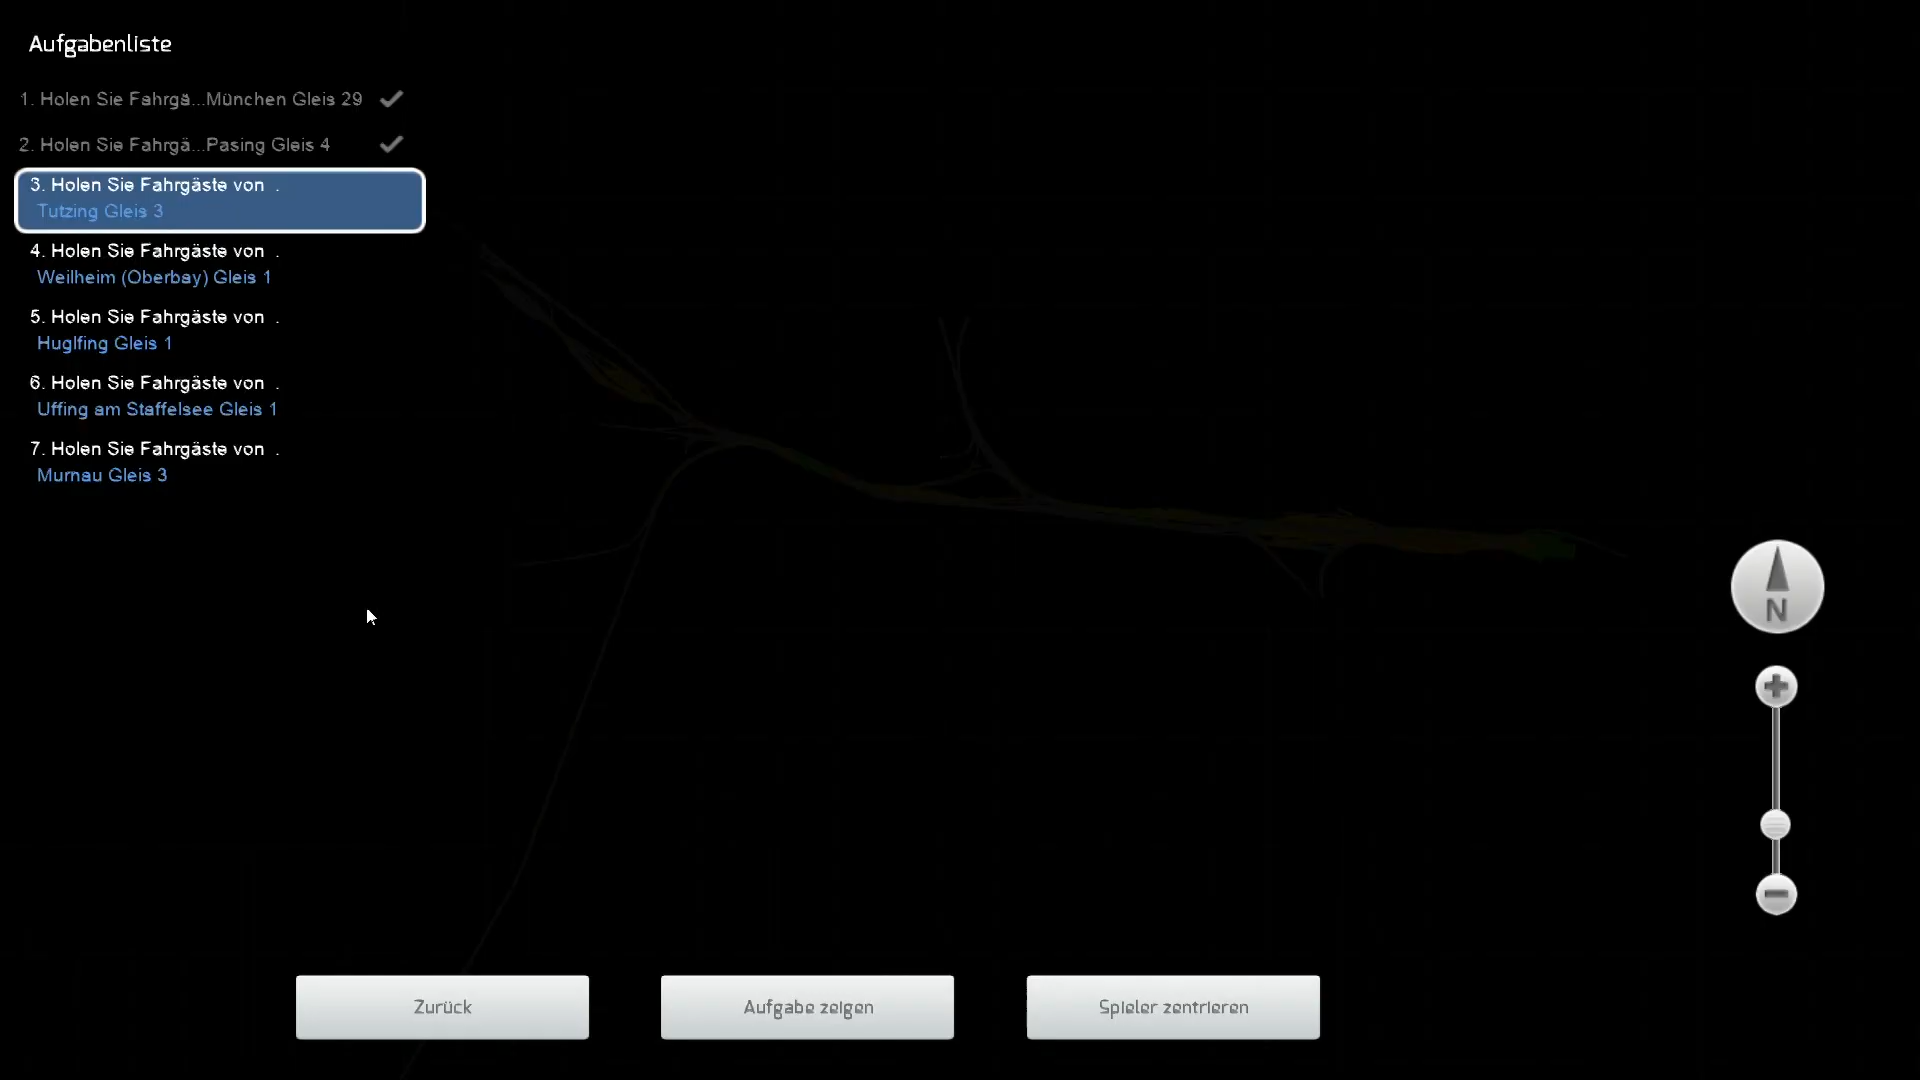 Aufgabenliste
1. Holen Sie Fahrgä...München Gleis 29
2. Holen Sie Fahrgä...Pasing Gleis 4
3. Holen Sie Fahrgäste von .
Tutzing Gleis 3
4. Holen Sie Fahrgäste von .
Weilheim (Oberbay) Gleis 1
5. Holen Sie Fahrgäste von .
Huglfing Gleis 1
6. Holen Sie Fahrgäste von .
Uffing am Staffelsee Gleis 1
7. Holen Sie Fahrgäste von .
Murnau Gleis 3
N
Zurück
Aufgabe zeigen
Spieler zentrieren